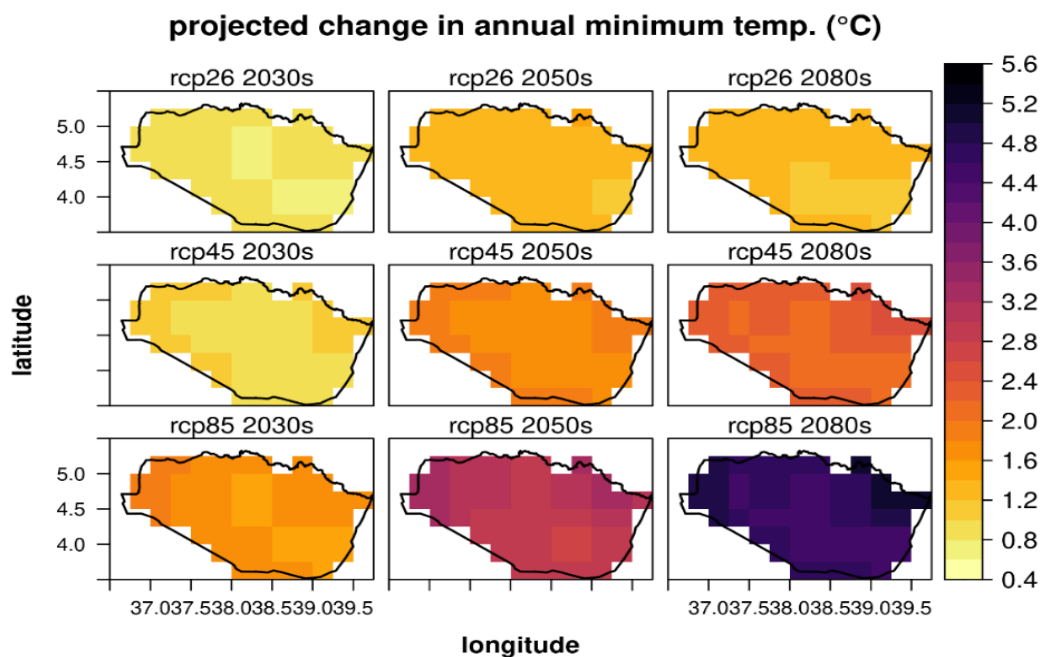 projected change in annual minimum temp. (°C)
rcp26 2030s
rcp26 2050s
rcp26 2080s
5.0
4.5
4.0
rcp45 2030s
rcp45 2050s
rcp45 2080s
latitude
rcp85 2030s
rcp85 2050s
rcp85 2080s
5.0
4.5
4.0
37.037.538.038.539.039.5
37.037.538.038.539.039.5
longitude
5.6
5.2
4.8
4.4
4.0
3.6
3.2
2.8
2.4
2.0
1.6
1.2
0.8
0.4